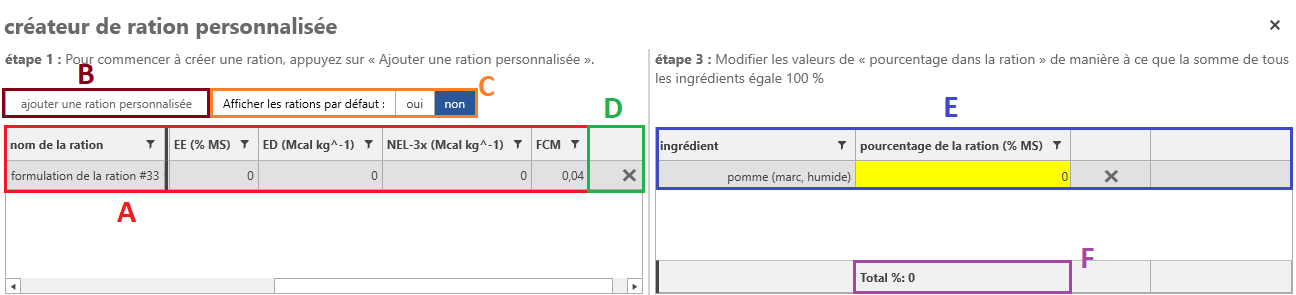 créateur de ration personnalisée
étape 1 : Pour commencer à créer une ration, appuyez sur « Ajouter une ration personnalisée ».
B
C
D
ajouter une ration personnalisée
Afficher les rations par défaut : oui non
nom de la ration EE (% MS) ED (Mcal kg^-1) NEL-3x (Mcal kg^-1) FCM
formulation de la ration #33 0 0 0 0,04
A
étape 3 : Modifier les valeurs de « pourcentage dans la ration » de manière à ce que la somme de tous
les ingrédients égale 100 %
E
ingrédient pourcentage de la ration (% MS)
pomme (marc, humide) 0
F
Total %: 0